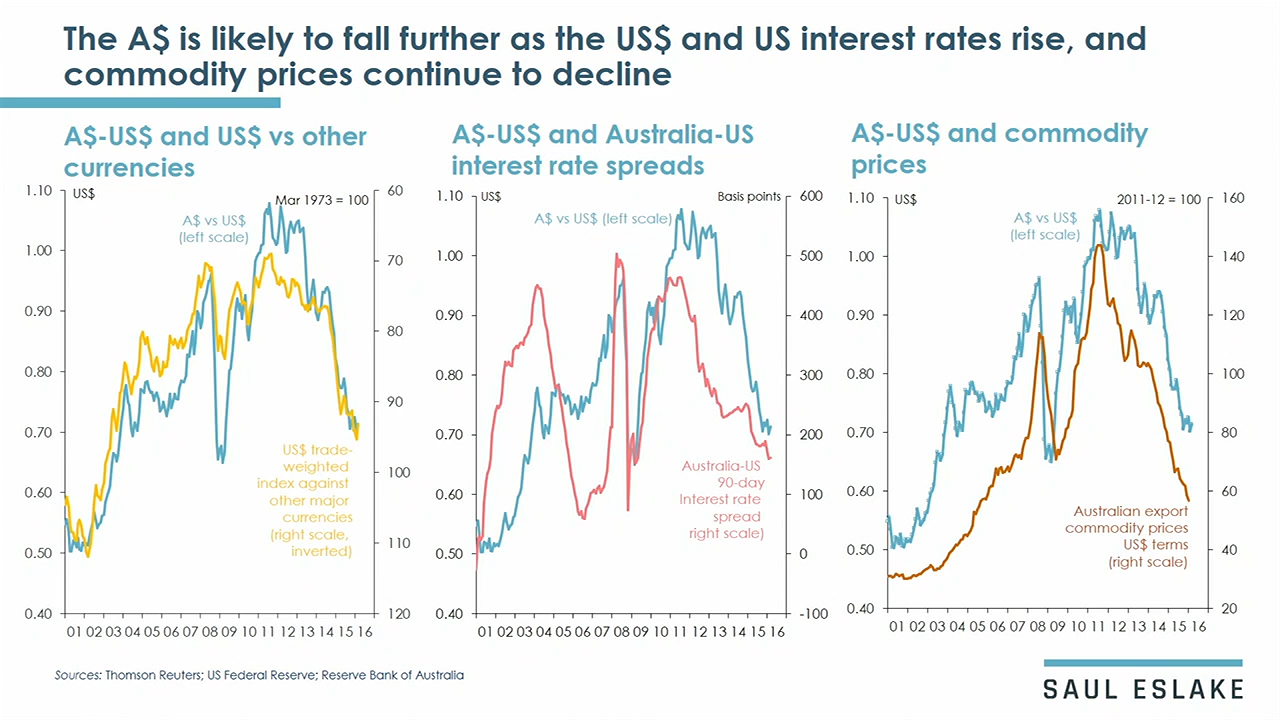 The A$ is likely to fall further as the US$ and US interest rates rise, and
commodity prices continue to decline
A$-US$ and US$ vs other
currencies
1.10
1.00
0.90
0.80
0.70
0.60
0.50
0.40
US$
Mar 1973 = 100
60
70
80
90
100
110
120
A$ vs US$
(left scale)
US$ trade-
weighted
index against
other major
currencies
(right scale,
inverted)
01 02 03 04 05 06 07 08 09 10 11 12 13 14 15 16
A$-US$ and Australia-US
interest rate spreads
1.10
1.00
0.90
0.80
0.70
0.60
0.50
0.40
US$
Basis points
600
500
400
300
200
100
0
-100
A$ vs US$ (left scale)
Australia-US
90-day
Interest rate
spread
right scale)
01 02 03 04 05 06 07 08 09 10 11 12 13 14 15 16
A$-US$ and commodity
prices
1.10
1.00
0.90
0.80
0.70
0.60
0.50
0.40
US$
2011-12 = 100
160
140
120
100
80
60
40
20
A$ vs US$
(left scale)
Australian export
commodity prices
US$ terms
(right scale)
01 02 03 04 05 06 07 08 09 10 11 12 13 14 15 16
Sources: Thomson Reuters; US Federal Reserve; Reserve Bank of Australia
SAUL ESLAKE